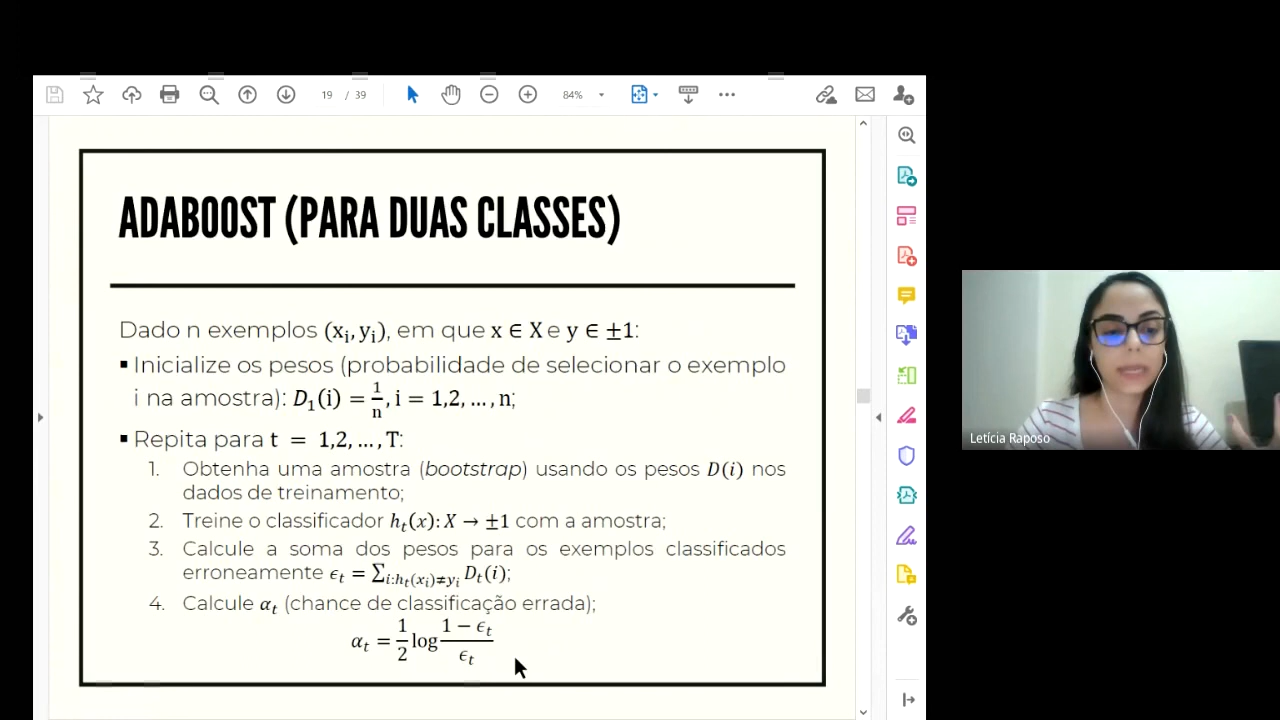 19 / 39
84%
ADABOOST (PARA DUAS CLASSES)
Dado n exemplos (xᵢ, yᵢ), em que x ∈ X e y ∈ ±1:
▪ Inicialize os pesos (probabilidade de selecionar o exemplo
i na amostra): D₁(i) = 1/n, i = 1,2, ..., n;
▪ Repita para t = 1,2, ..., T:
1. Obtenha uma amostra (bootstrap) usando os pesos D(i) nos
dados de treinamento;
2. Treine o classificador hₜ(x): X → ±1 com a amostra;
3. Calcule a soma dos pesos para os exemplos classificados
erroneamente ϵₜ = ∑ᵢ:ₕₜ(ₓᵢ)≠yᵢ Dₜ(i);
4. Calcule αₜ (chance de classificação errada);
αₜ = 1/2 log (1 − ϵₜ)/ϵₜ
Letícia Raposo